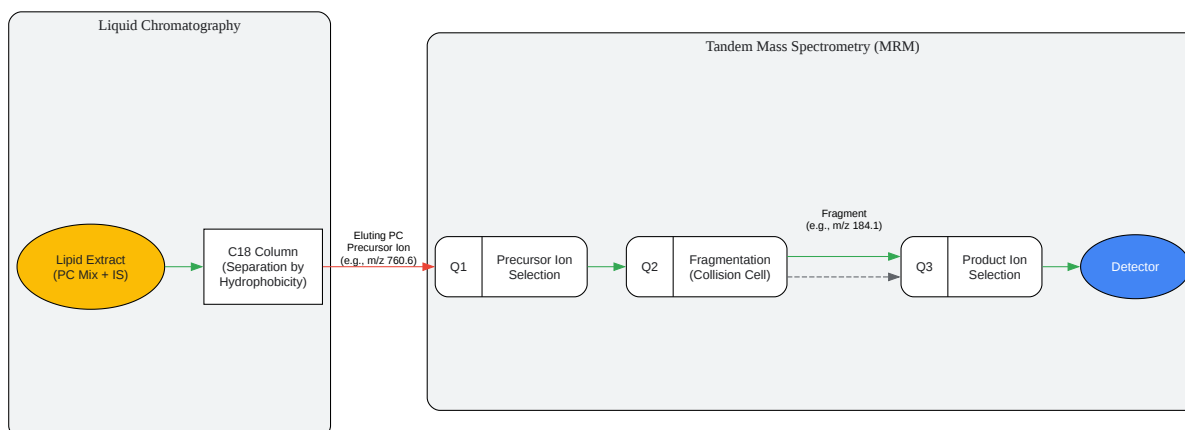 Liquid Chromatography
Tandem Mass Spectrometry (MRM)
Lipid Extract
(PC Mix + IS)
C18 Column
(Separation by
Hydrophobicity)
Eluting PC
Precursor Ion
(e.g., m/z 760.6)
Q1
Precursor Ion
Selection
Q2
Fragmentation
(Collision Cell)
Fragment
(e.g., m/z 184.1)
Q3
Product Ion
Selection
Detector